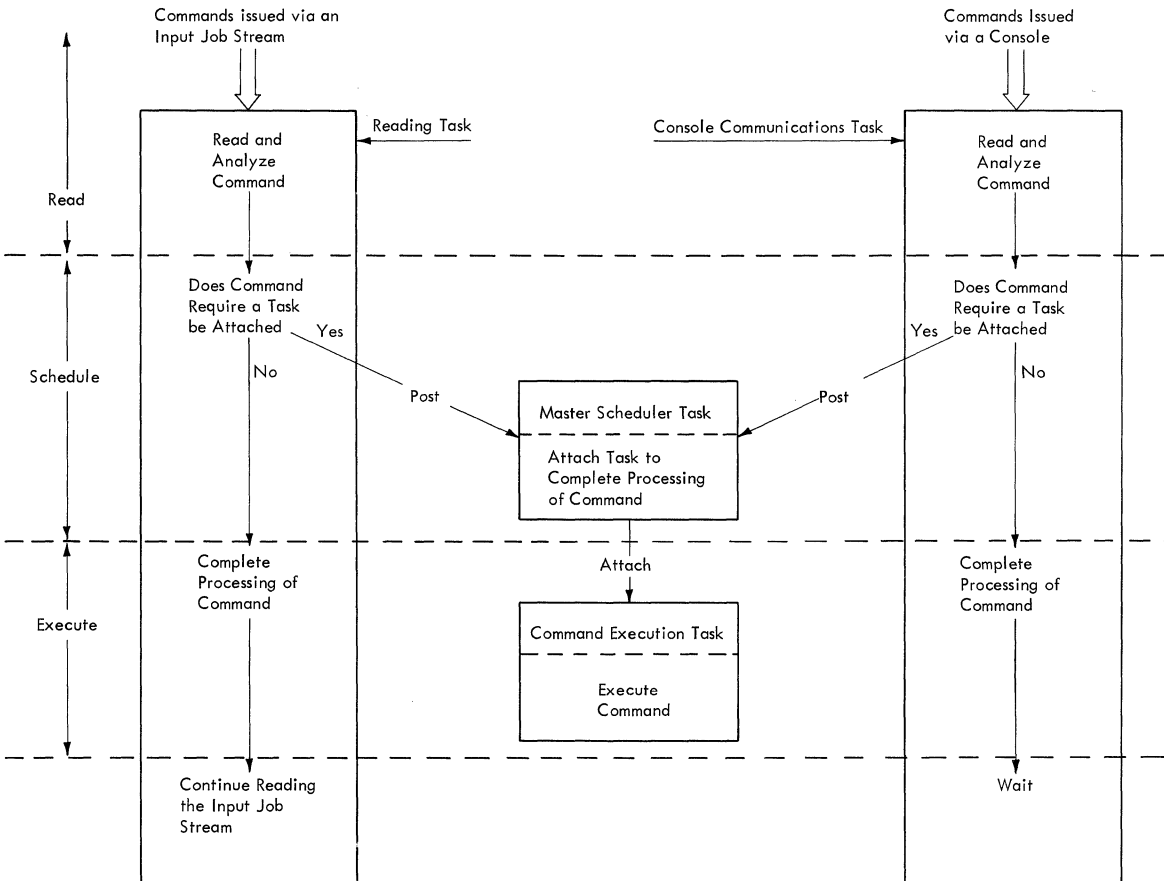 Commands issued via an
Input Job Stream
Commands Issued
via a Console
Reading Task
Console Communications Task
Read and
Analyze
Command
Read and
Analyze
Command
Read
Does Command
Require a Task
be Attached
Does Command
Require a Task
be Attached
Yes
Yes
Schedule
No
No
Post
Post
Master Scheduler Task
Attach Task to
Complete Processing
of Command
Attach
Complete
Processing of
Command
Complete
Processing of
Command
Execute
Command Execution Task
Execute
Command
Continue Reading
the Input Job
Stream
Wait